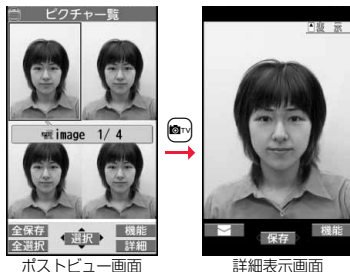 ピクチャー覧
image 1/ 4
全保存
機能
全選択
選択
詳細
ポストビュー画面
TV
表 示
保存
機能
詳細表示画面